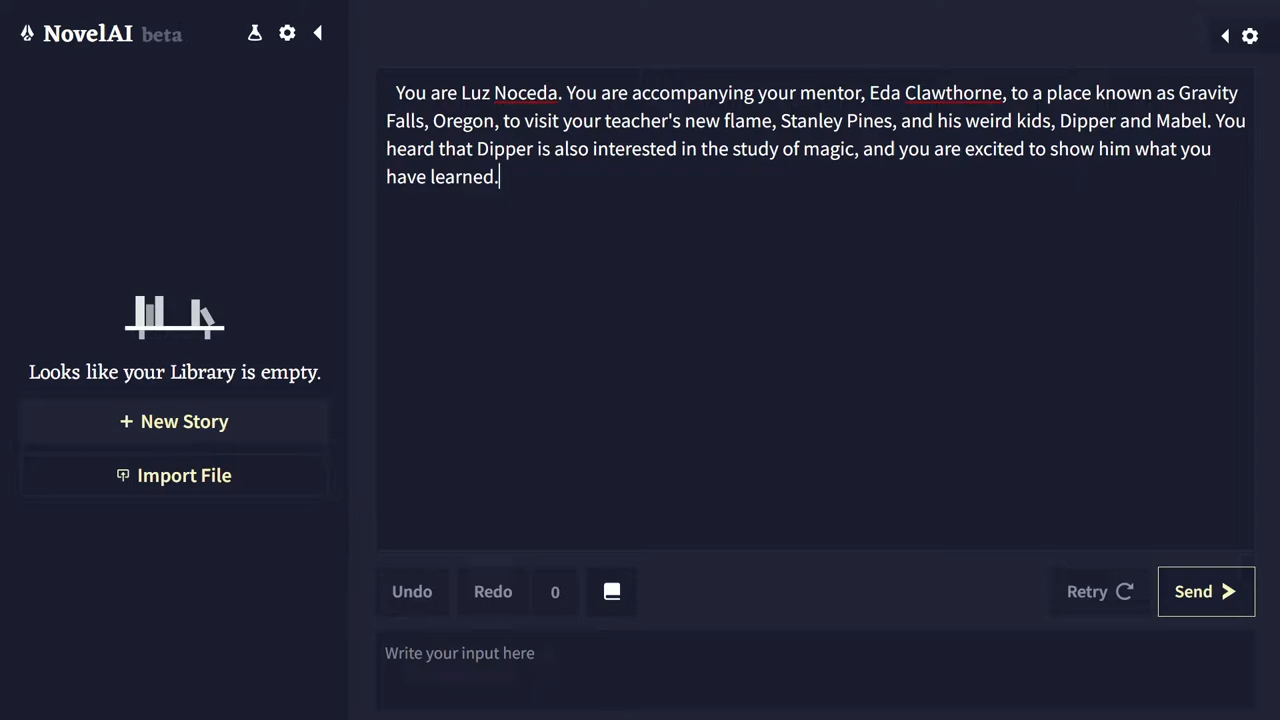 NovelAI beta
You are Luz Noceda. You are accompanying your mentor, Eda Clawthorne, to a place known as Gravity
Falls, Oregon, to visit your teacher's new flame, Stanley Pines, and his weird kids, Dipper and Mabel. You
heard that Dipper is also interested in the study of magic, and you are excited to show him what you
have learned.
Looks like your Library is empty.
+ New Story
Import File
Undo
Redo
0
Retry
Send
Write your input here